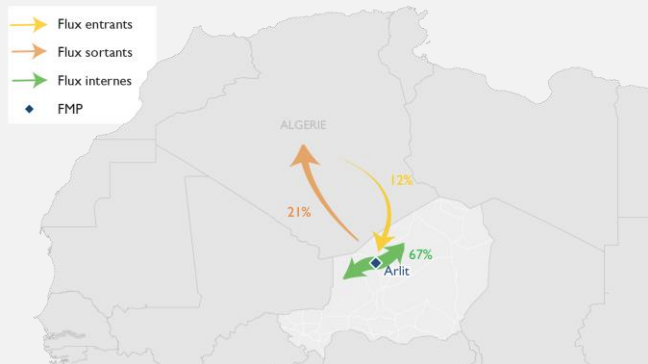 Flux entrants
Flux sortants
Flux internes
FMP
ALGERIE
12%
21%
67%
Arlit